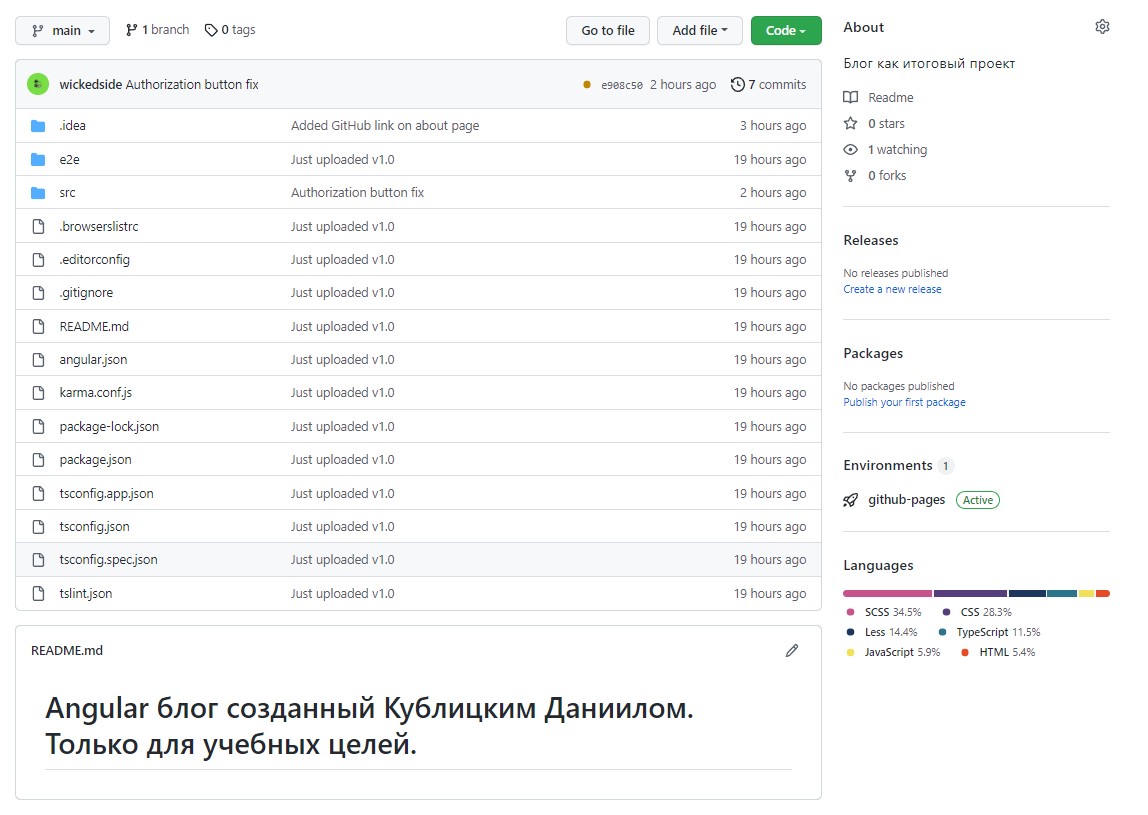 main 1 branch 0 tags Go to file Add file Code
wickedside Authorization button fix e908c50 2 hours ago 7 commits
.idea Added GitHub link on about page 3 hours ago
e2e Just uploaded v1.0 19 hours ago
src Authorization button fix 2 hours ago
.browserslistrc Just uploaded v1.0 19 hours ago
.editorconfig Just uploaded v1.0 19 hours ago
.gitignore Just uploaded v1.0 19 hours ago
README.md Just uploaded v1.0 19 hours ago
angular.json Just uploaded v1.0 19 hours ago
karma.conf.js Just uploaded v1.0 19 hours ago
package-lock.json Just uploaded v1.0 19 hours ago
package.json Just uploaded v1.0 19 hours ago
tsconfig.app.json Just uploaded v1.0 19 hours ago
tsconfig.json Just uploaded v1.0 19 hours ago
tsconfig.spec.json Just uploaded v1.0 19 hours ago
tslint.json Just uploaded v1.0 19 hours ago
README.md
Angular блог созданный Кублицким Даниилом.
Только для учебных целей.
About
Блог как итоговый проект
Readme
0 stars
1 watching
0 forks
Releases
No releases published
Create a new release
Packages
No packages published
Publish your first package
Environments 1
github-pages Active
Languages
SCSS 34.5% CSS 28.3%
Less 14.4% TypeScript 11.5%
JavaScript 5.9% HTML 5.4%